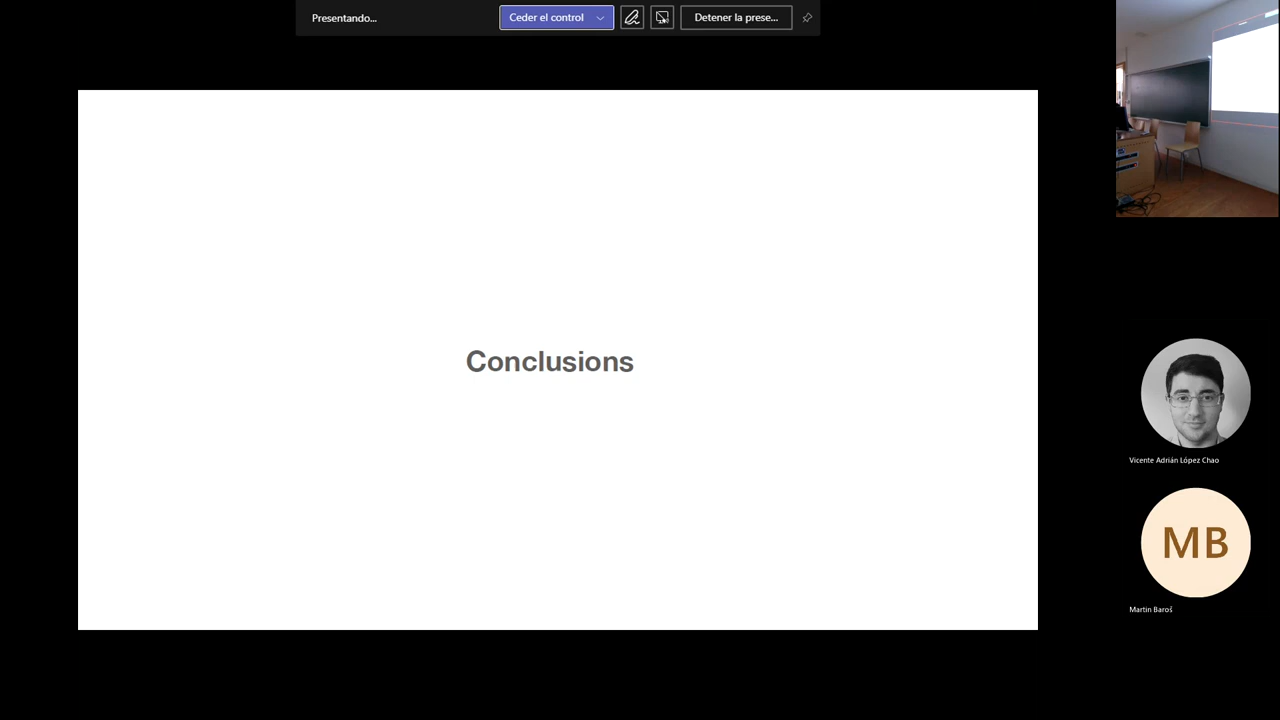 Presentando...
Ceder el control
Detener la prese...
Conclusions
Vicente Adrián López Chao
MB
Martin Baroš